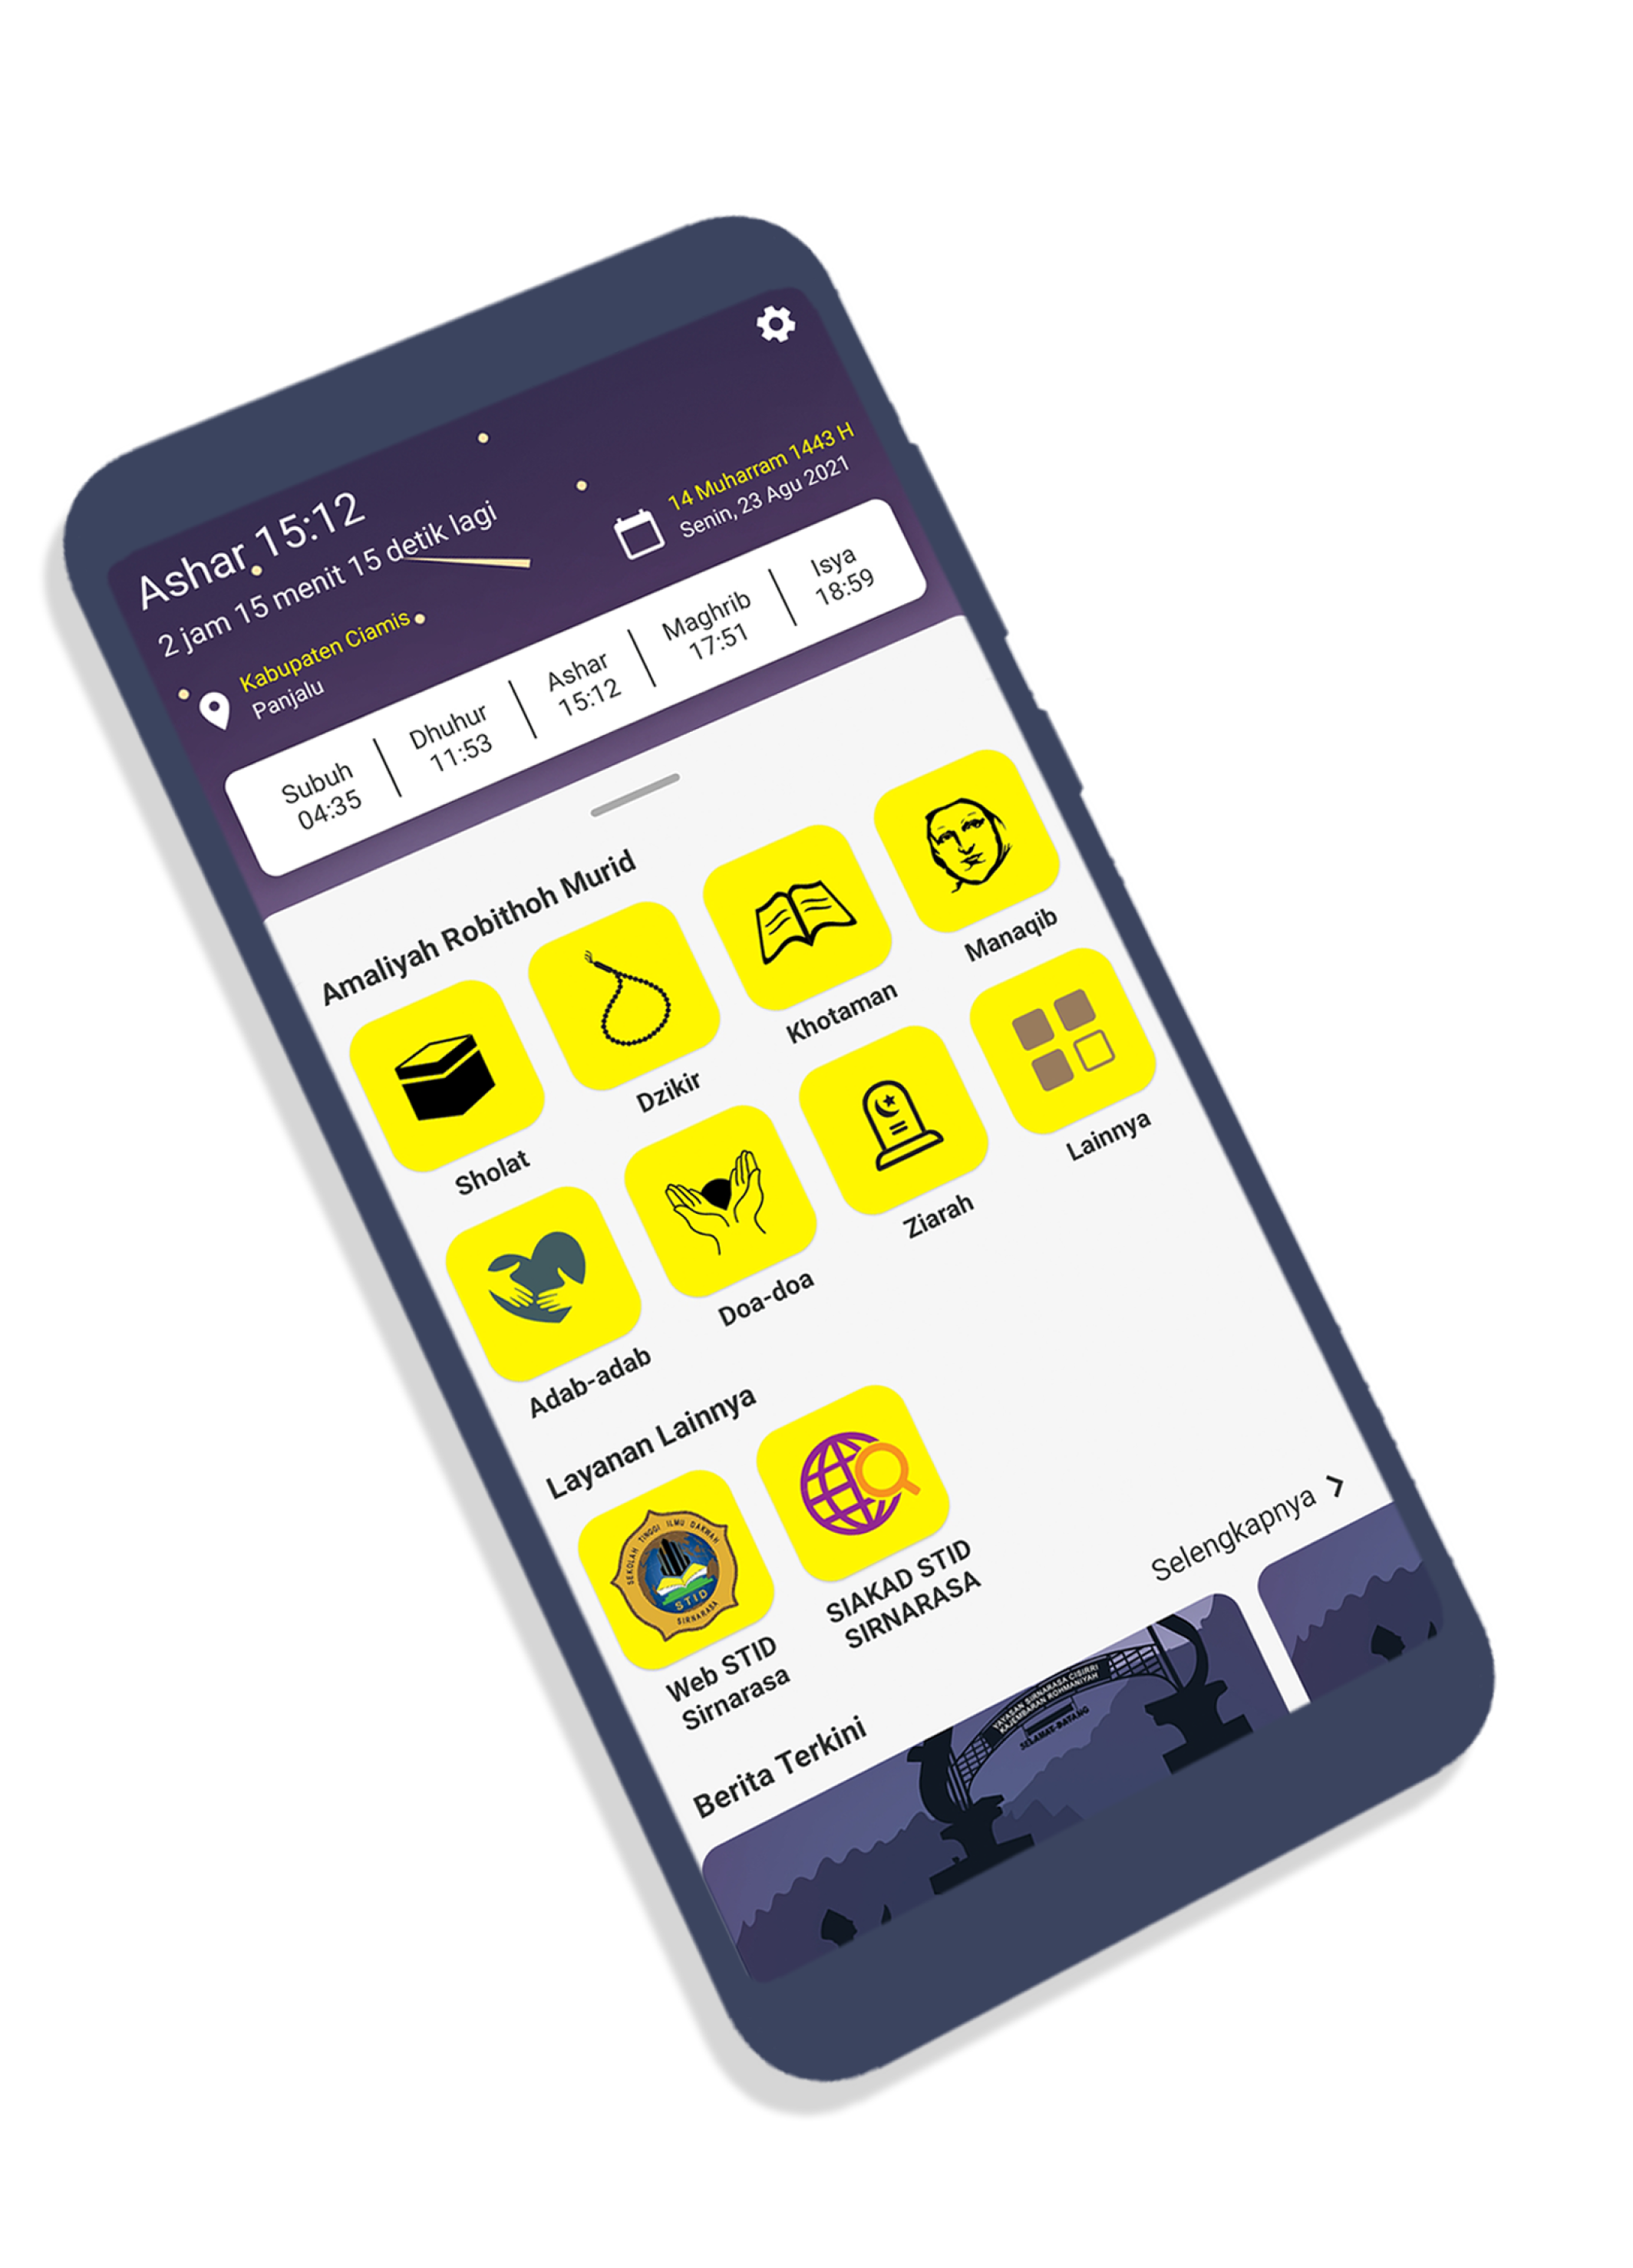 Ashar 15:12
2 jam 15 menit 15 detik lagi
Kabupaten Ciamis
Panjalu
14 Muharram 1443 H
Senin, 23 Agu 2021
Subuh
04:35
Dhuhur
11:53
Ashar
15:12
Maghrib
17:51
Isya
18:59
Amaliyah Robithoh Murid
Sholat
Dzikir
Khotaman
Manaqib
Adab-adab
Doa-doa
Ziarah
Lainnya
Layanan Lainnya
SEKOLAH TINGGI ILMU DAKWAH
STID
SIRNARASA
Web STID
Sirnarasa
SIAKAD STID
SIRNARASA
Berita Terkini
Selengkapnya
YAYASAN SIRNARASA CISIRRI
KAJEMBARAN ROHMANIYAH
SELAMAT DATANG